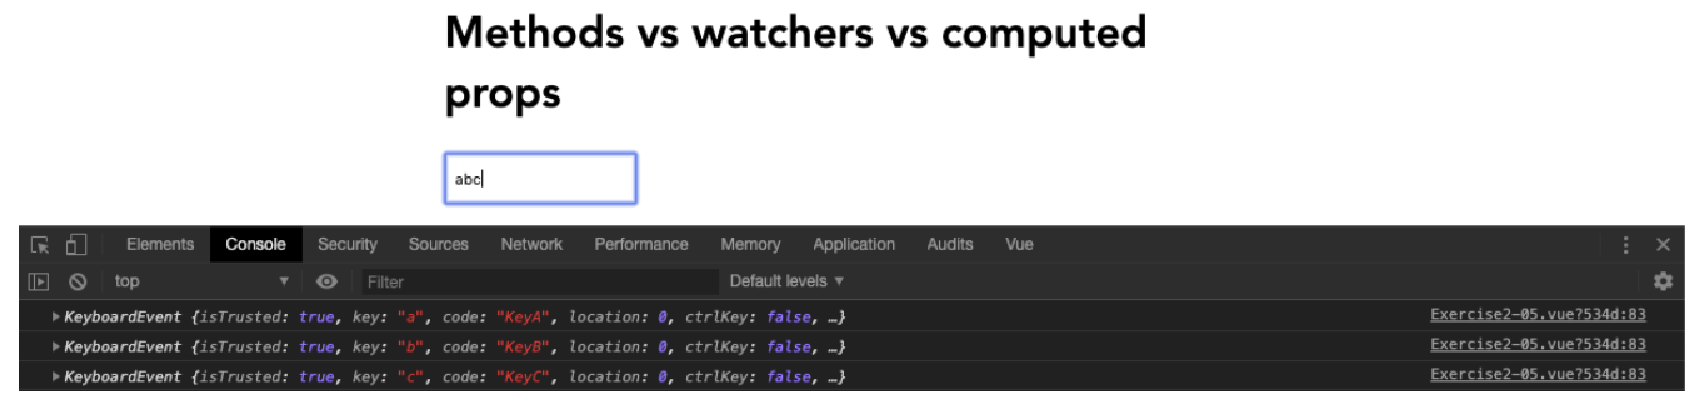 Methods vs watchers vs computed
props
abc
Elements Console Security Sources Network Performance Memory Application Audits Vue
top Filter Default levels
KeyboardEvent {isTrusted: true, key: "a", code: "KeyA", location: 0, ctrlKey: false, …} Exercise2-05.vue?534d:83
KeyboardEvent {isTrusted: true, key: "b", code: "KeyB", location: 0, ctrlKey: false, …} Exercise2-05.vue?534d:83
KeyboardEvent {isTrusted: true, key: "c", code: "KeyC", location: 0, ctrlKey: false, …} Exercise2-05.vue?534d:83